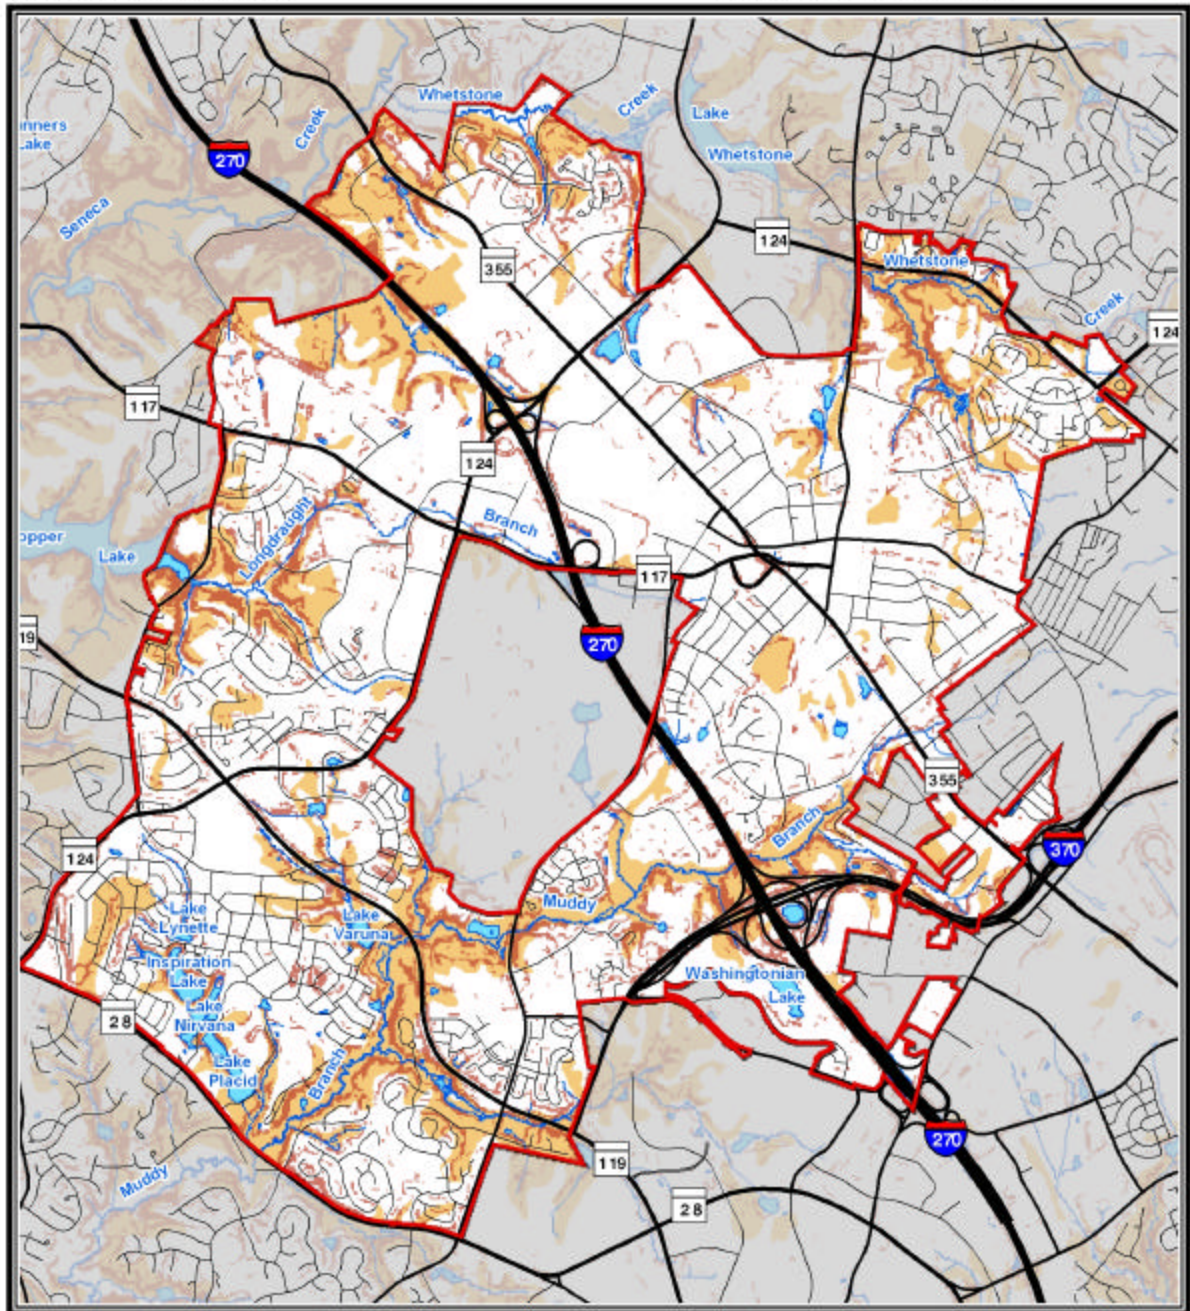 Whetstone
Creek
Creek
Lake
Whetstone
nners
Lake
270
Seneca
124
355
Whetstone
Creek
124
117
124
Branch
Longdraught
opper
Lake
117
19
270
355
Branch
370
124
Lake
Lynette
Lake
Varuna
Muddy
Inspiration
Lake
Washingtonian
Lake
28
Lake
Nirvana
Lake
Placid
Branch
270
119
Muddy
28